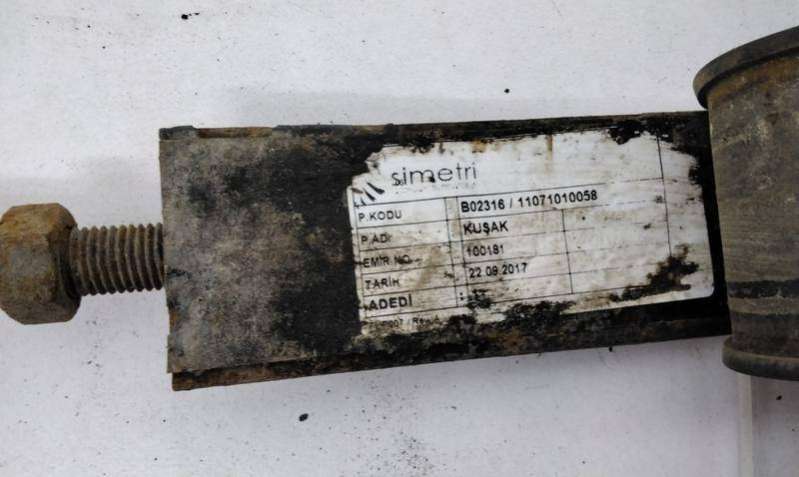 simetri
P.KODU B02316 / 11071010058
P.ADI KUŞAK
EMİR NO 100181
TARİH 22.09.2017
ADEDİ :